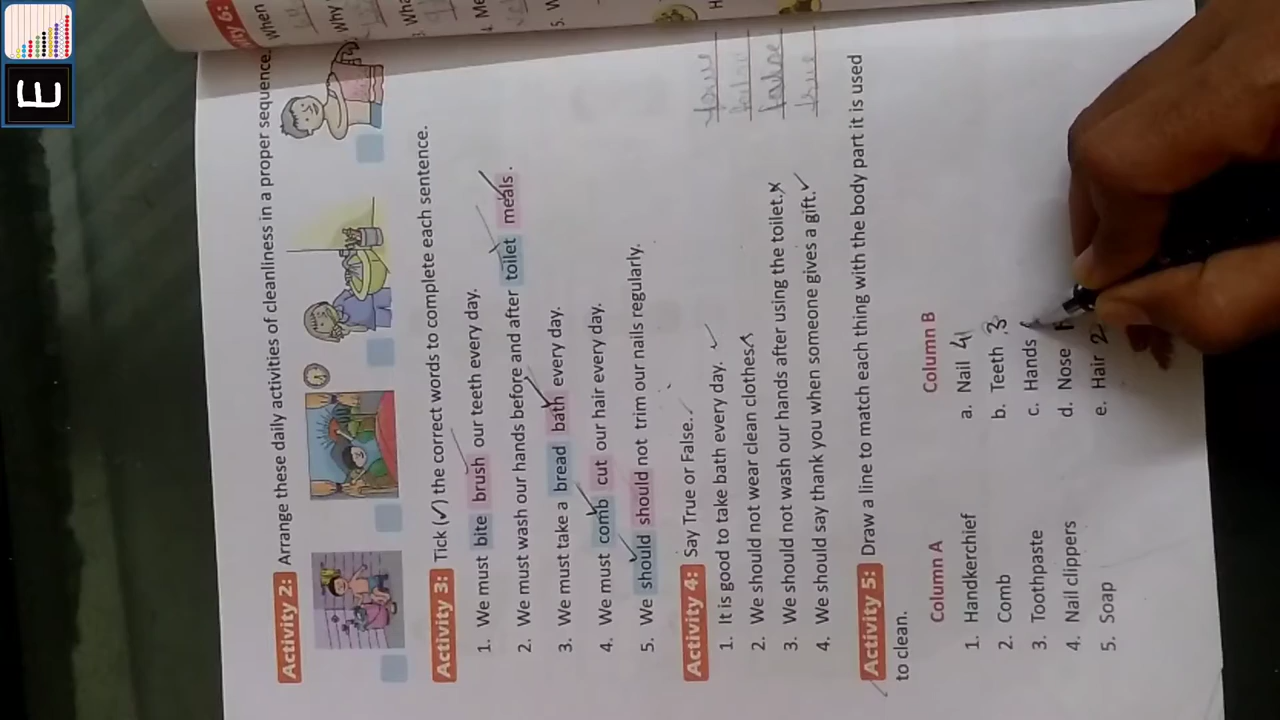 E
Activity 2: Arrange these daily activities of cleanliness in a proper sequence.
Activity 3: Tick (✓) the correct words to complete each sentence.
1. We must bite brush our teeth every day.
2. We must wash our hands before and after toilet meals.
3. We must take a bread bath every day.
4. We must comb cut our hair every day.
5. We should should not trim our nails regularly.
Activity 4: Say True or False.
1. It is good to take bath every day. ✓ True
2. We should not wear clean clothes. ✗ False
3. We should not wash our hands after using the toilet. ✗ False
4. We should say thank you when someone gives a gift. ✓ True
Activity 5: Draw a line to match each thing with the body part it is used
to clean.
Column A Column B
1. Handkerchief a. Nail 4
2. Comb b. Teeth 3
3. Toothpaste c. Hands
4. Nail clippers d. Nose
5. Soap e. Hair 2
6:
When
Why
4. Me
5. W
H